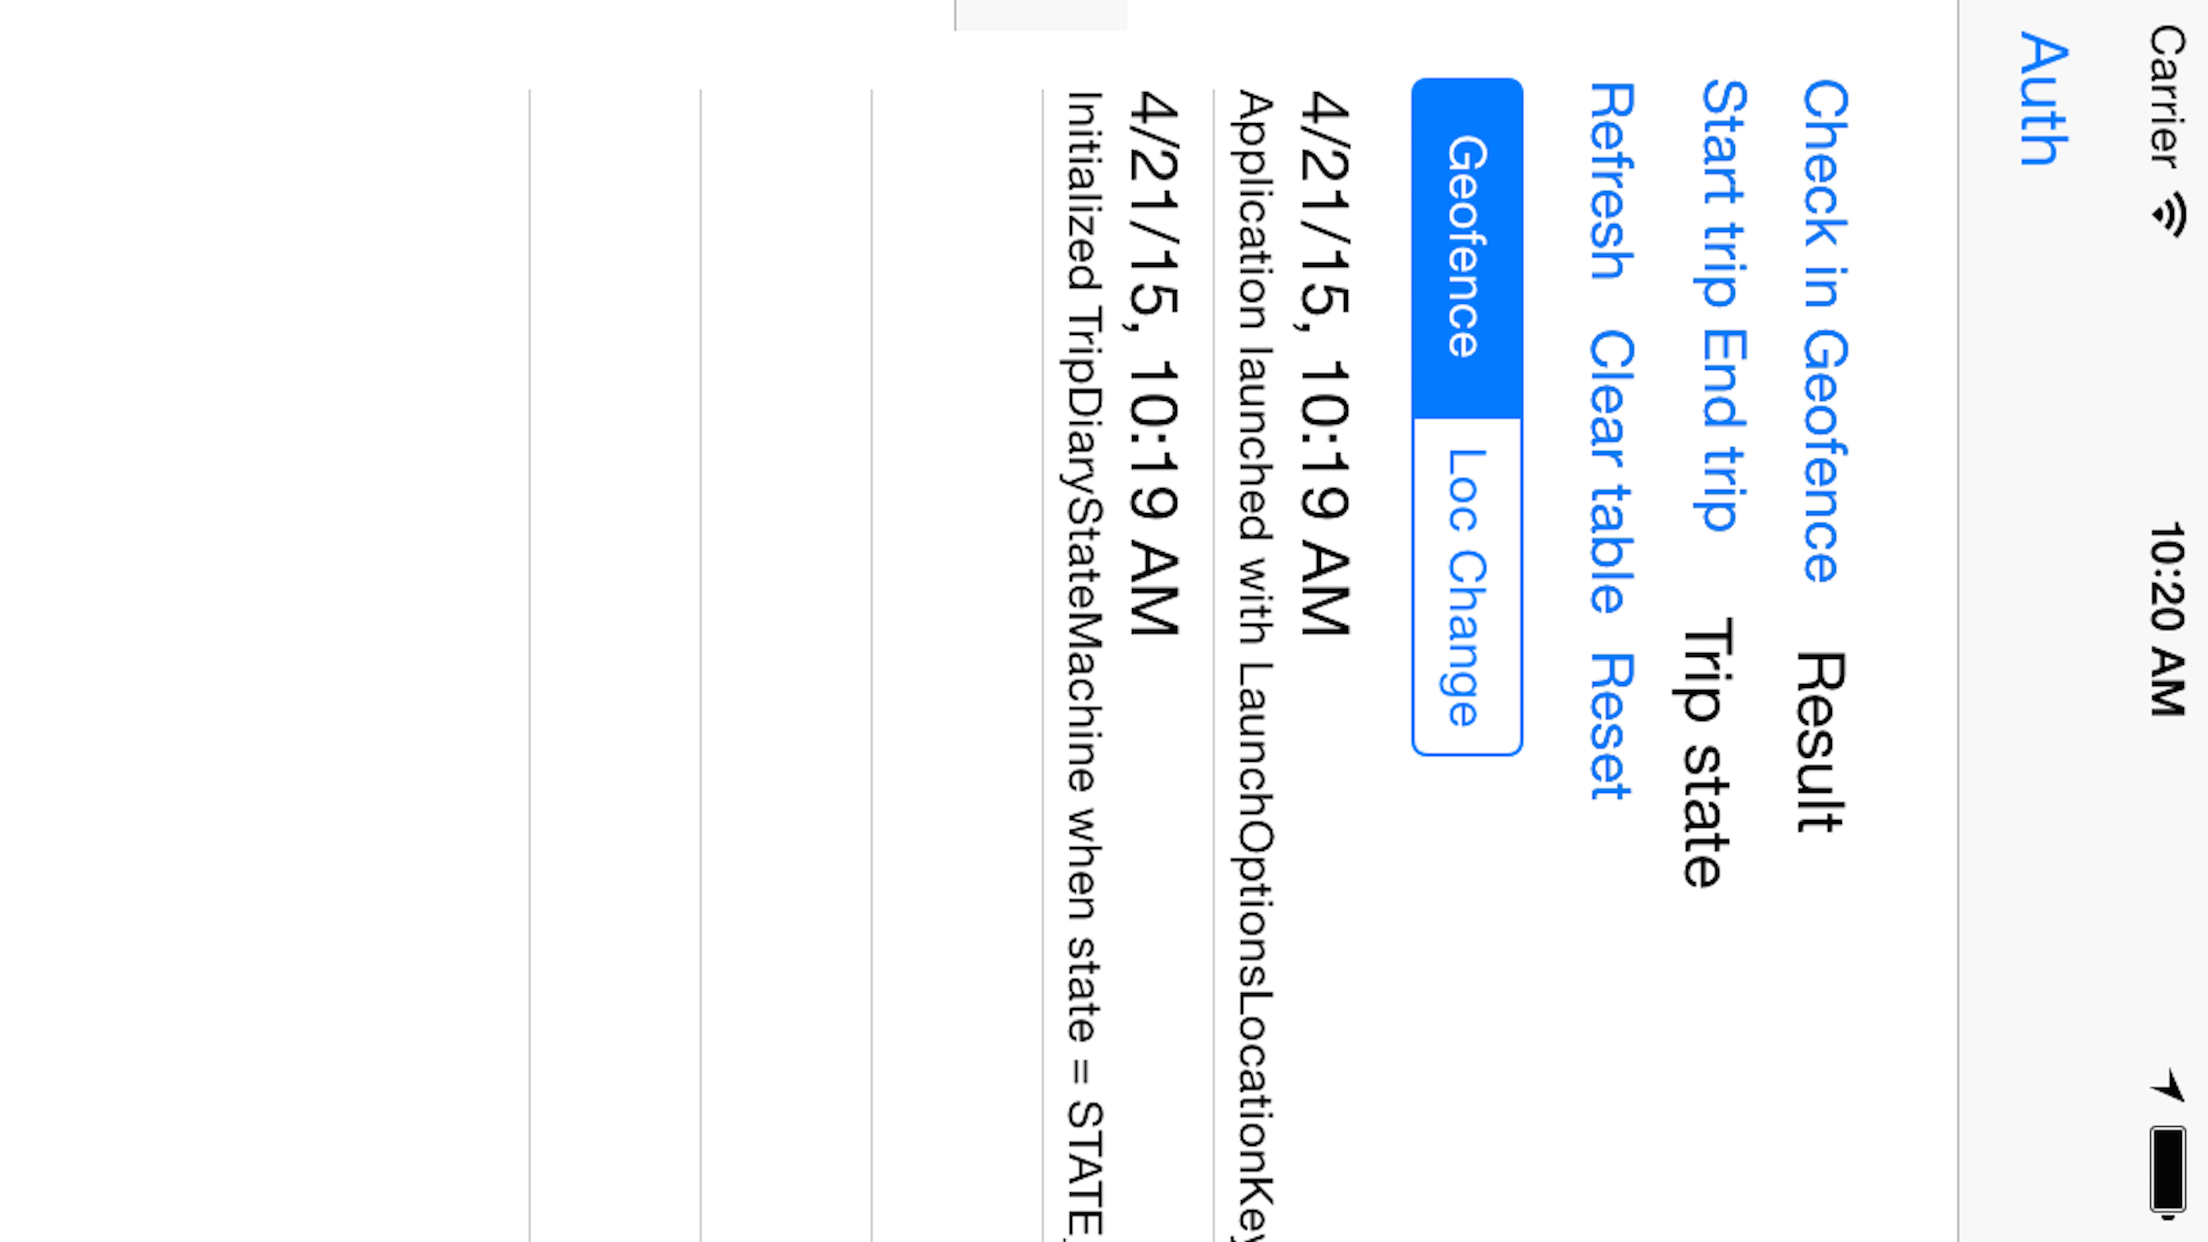 Carrier 10:20 AM
Auth
Check in Geofence Result
Start trip End trip Trip state
Refresh Clear table Reset
Geofence Loc Change
4/21/15, 10:19 AM
Application launched with LaunchOptionsLocationKey
4/21/15, 10:19 AM
Initialized TripDiaryStateMachine when state = STATE_